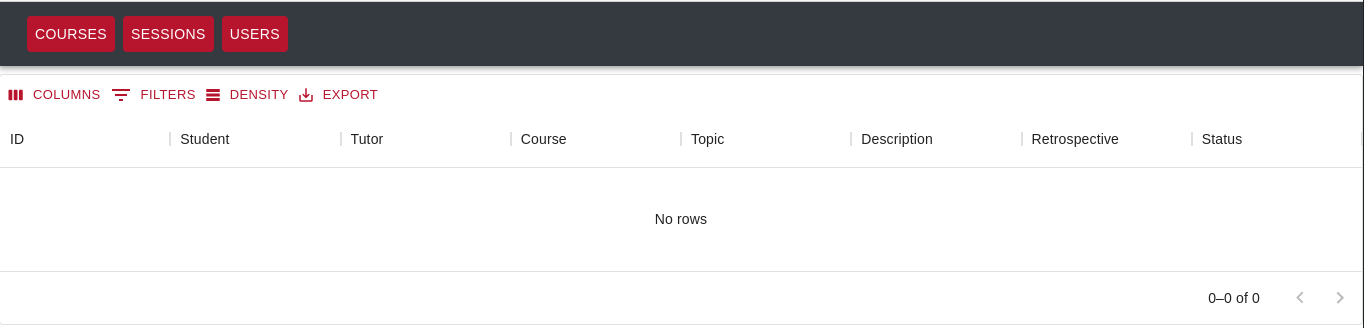 COURSES SESSIONS USERS
COLUMNS FILTERS DENSITY EXPORT
ID Student Tutor Course Topic Description Retrospective Status
No rows
0–0 of 0